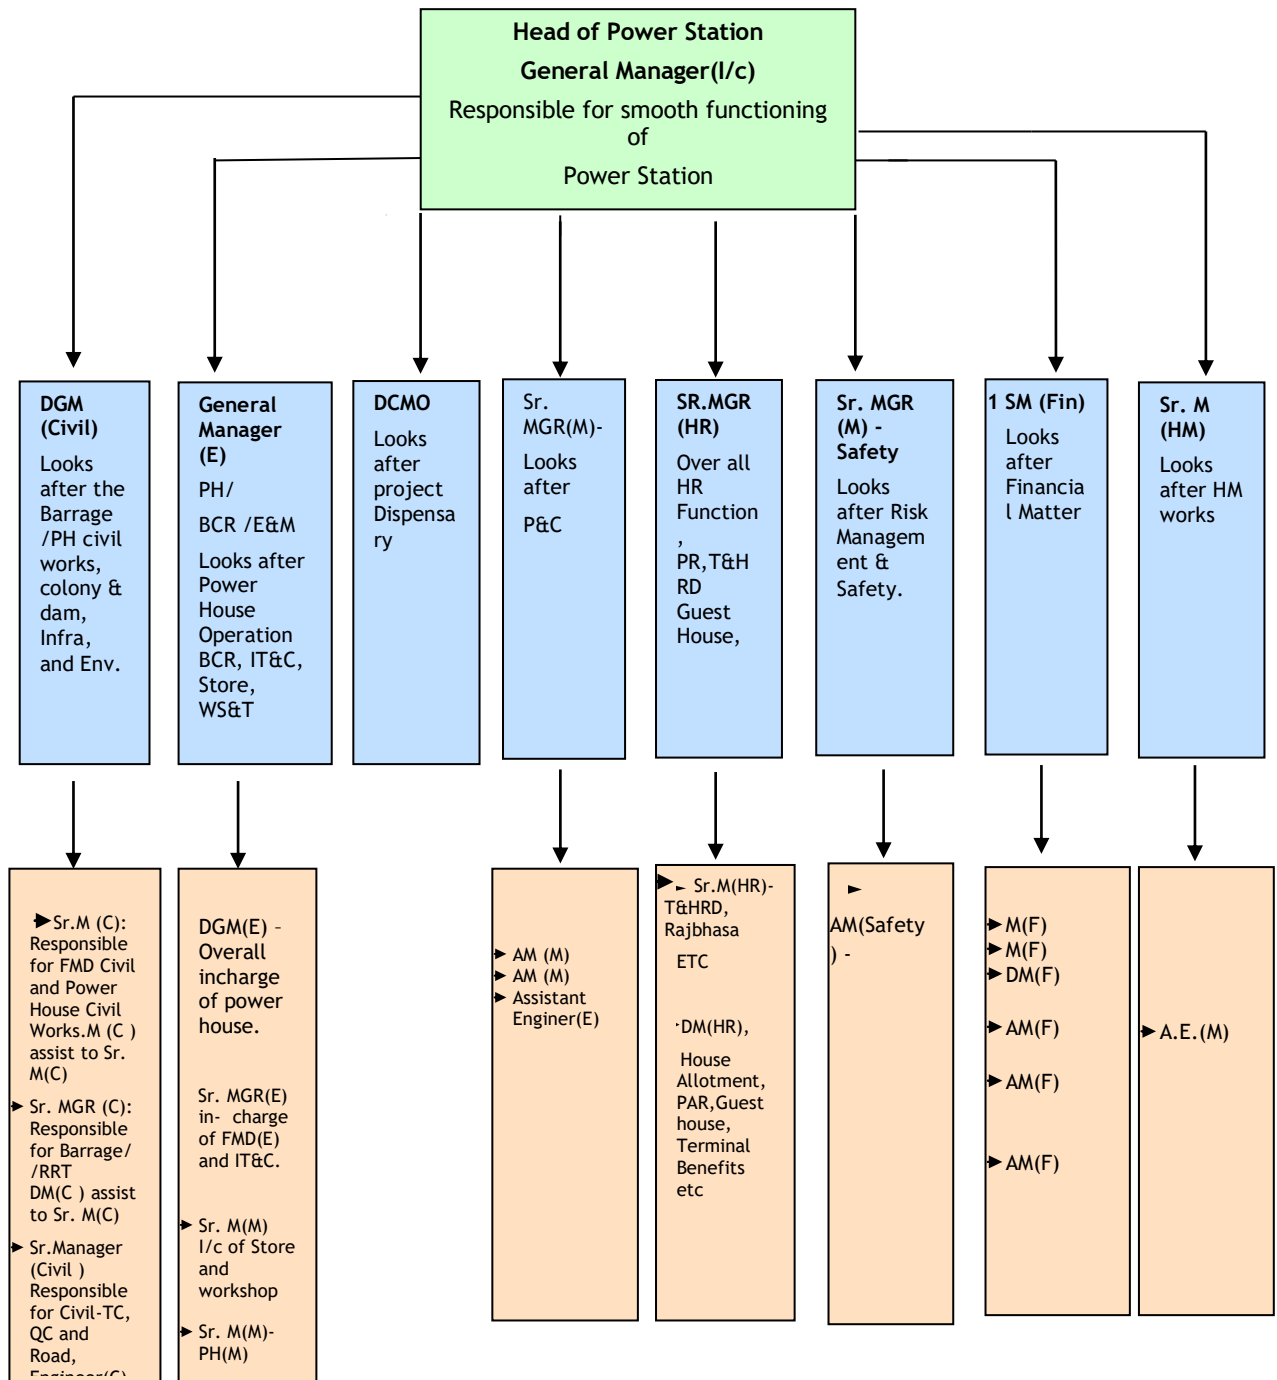 Head of Power Station
General Manager(I/c)
Responsible for smooth functioning
of
Power Station
DGM
(Civil)
Looks
after the
Barrage
/PH civil
works,
colony &
dam,
Infra,
and Env.
General
Manager
(E)
PH/
BCR /E&M
Looks after
Power
House
Operation
BCR, IT&C,
Store,
WS&T
DCMO
Looks
after
project
Dispensa
ry
Sr.
MGR(M)-
Looks
after
P&C
SR.MGR
(HR)
Over all
HR
Function
,
PR,T&H
RD
Guest
House,
Sr. MGR
(M) -
Safety
Looks
after Risk
Managem
ent &
Safety.
1 SM (Fin)
Looks
after
Financia
l Matter
Sr. M
(HM)
Looks
after HM
works
Sr.M (C):
Responsible
for FMD Civil
and Power
House Civil
Works.M (C )
assist to Sr.
M(C)
Sr. MGR (C):
Responsible
for Barrage/
/RRT
DM(C ) assist
to Sr. M(C)
Sr.Manager
(Civil )
Responsible
for Civil-TC,
QC and
Road,
Engineer(C)
DGM(E) –
Overall
incharge
of power
house.
Sr. MGR(E)
in- charge
of FMD(E)
and IT&C.
Sr. M(M)
I/c of Store
and
workshop
Sr. M(M)-
PH(M)
AM (M)
AM (M)
Assistant
Enginer(E)
Sr.M(HR)-
T&HRD,
Rajbhasa
ETC
DM(HR),
House
Allotment,
PAR,Guest
house,
Terminal
Benefits
etc
AM(Safety
) -
M(F)
M(F)
DM(F)
AM(F)
AM(F)
AM(F)
A.E.(M)